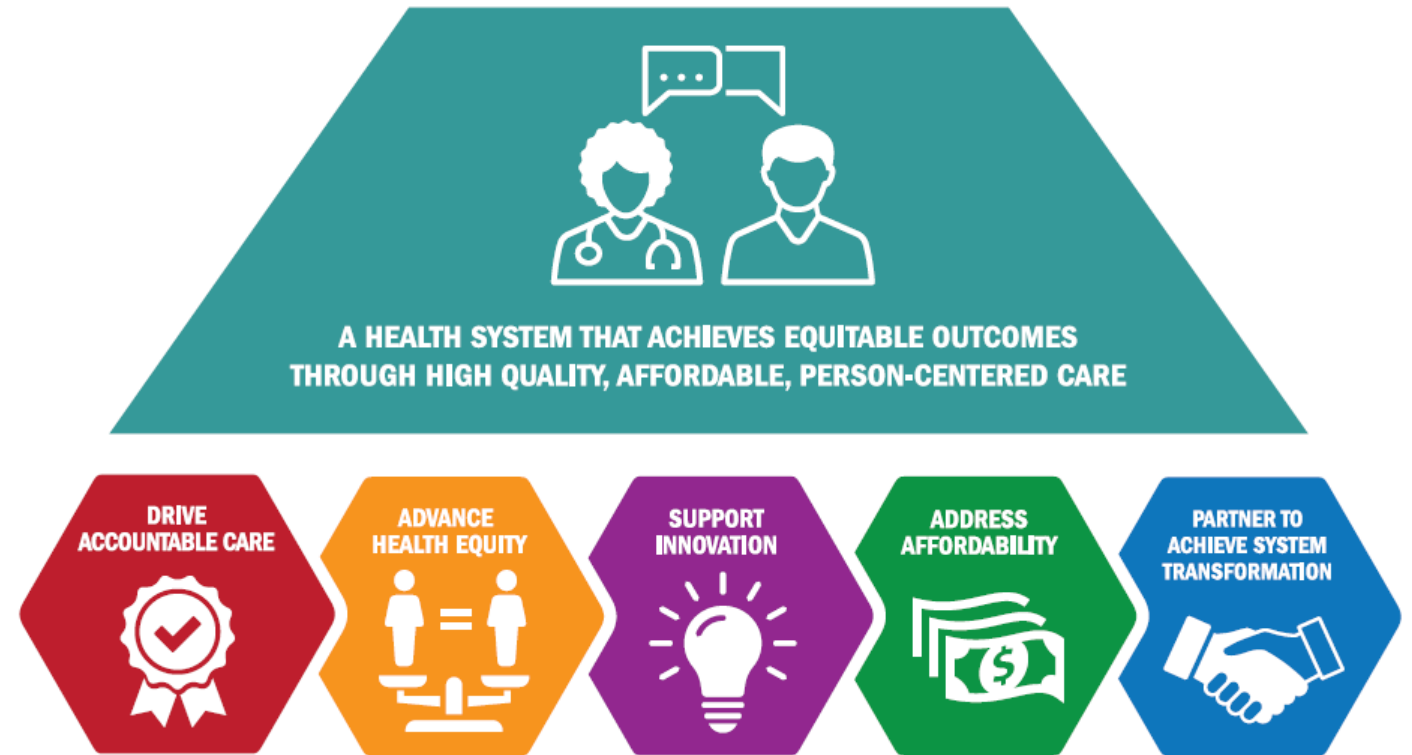 A HEALTH SYSTEM THAT ACHIEVES EQUITABLE OUTCOMES
THROUGH HIGH QUALITY, AFFORDABLE, PERSON-CENTERED CARE
DRIVE
ACCOUNTABLE CARE
ADVANCE
HEALTH EQUITY
SUPPORT
INNOVATION
ADDRESS
AFFORDABILITY
$
PARTNER TO
ACHIEVE SYSTEM
TRANSFORMATION